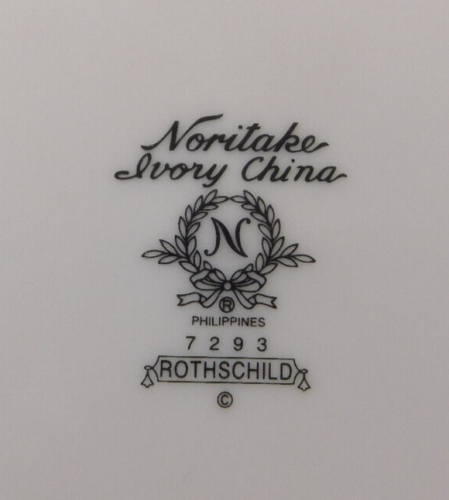 Noritake
Ivory China
N
®
PHILIPPINES
7293
ROTHSCHILD
©